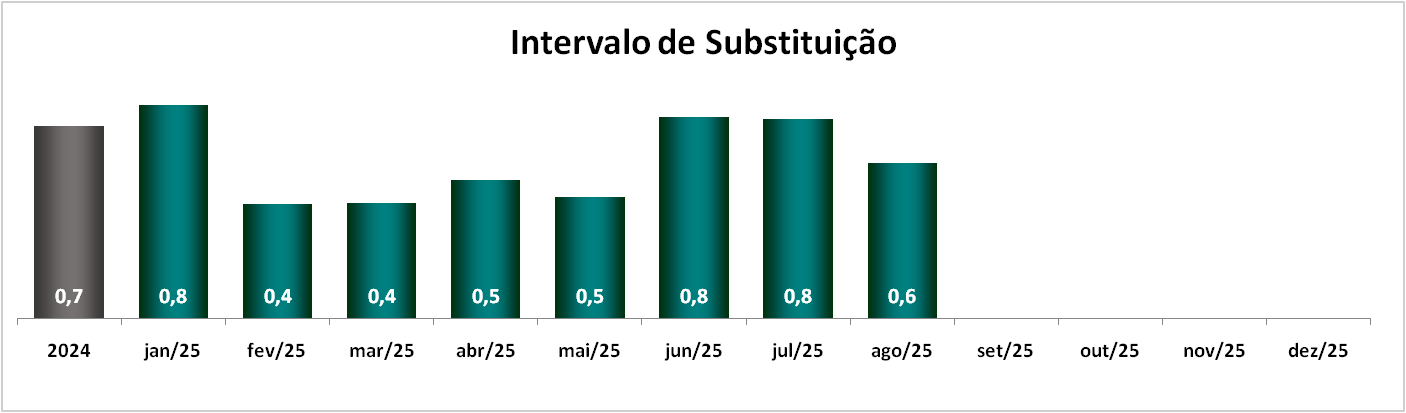 Intervalo de Substituição
0,7 0,8 0,4 0,4 0,5 0,5 0,8 0,8 0,6
2024 jan/25 fev/25 mar/25 abr/25 mai/25 jun/25 jul/25 ago/25 set/25 out/25 nov/25 dez/25